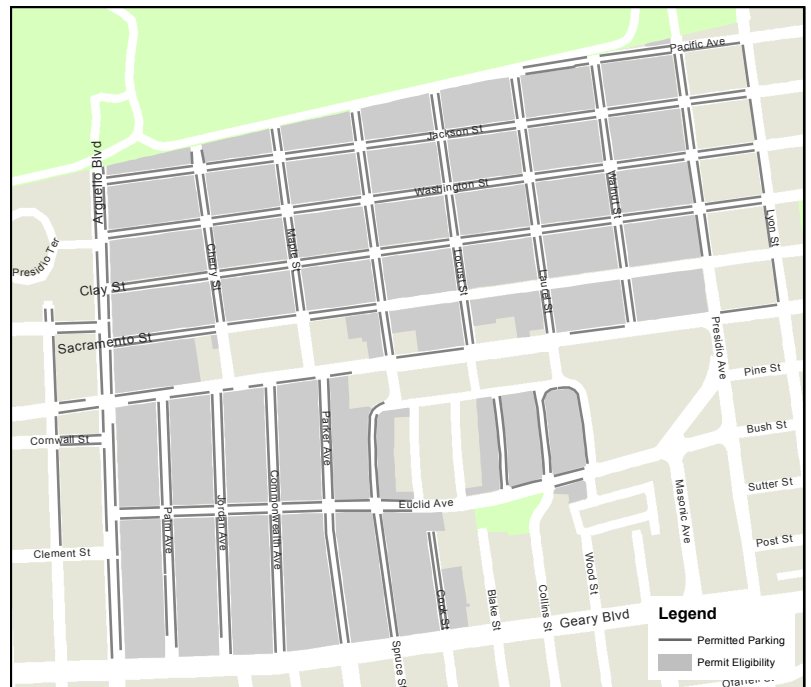 Pacific Ave
Jackson St
Arguello Blvd
Washington St
Walnut St
Lyon St
Presidio Ter
Cherry St
Maple St
Locust St
Laurel St
Clay St
Sacramento St
Presidio Ave
Pine St
Cornwall St
Parker Ave
Bush St
Euclid Ave
Commonwealth Ave
Jordan Ave
Palm Ave
Sutter St
Masonic Ave
Clement St
Post St
Cook St
Blake St
Collins St
Wood St
Geary Blvd
Spruce St
Legend
Permitted Parking
Permit Eligibility
Ofarrell St